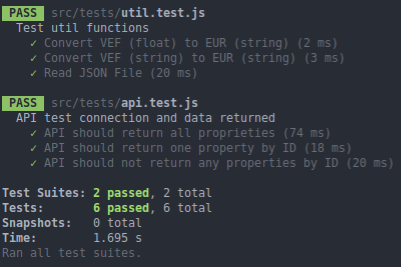 PASS src/tests/util.test.js
Test util functions
✓ Convert VEF (float) to EUR (string) (2 ms)
✓ Convert VEF (string) to EUR (string) (3 ms)
✓ Read JSON File (20 ms)
PASS src/tests/api.test.js
API test connection and data returned
✓ API should return all proprieties (74 ms)
✓ API should return one property by ID (18 ms)
✓ API should not return any properties by ID (20 ms)
Test Suites: 2 passed, 2 total
Tests: 6 passed, 6 total
Snapshots: 0 total
Time: 1.695 s
Ran all test suites.